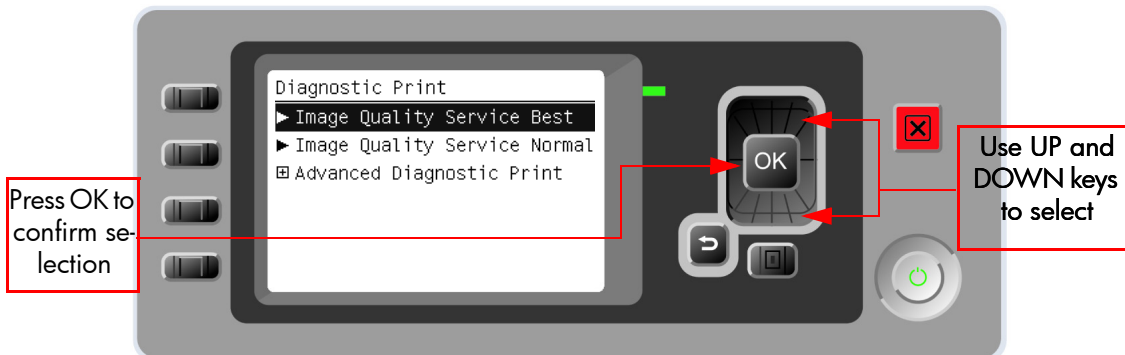 Diagnostic Print
Image Quality Service Best
Image Quality Service Normal
Advanced Diagnostic Print
OK
Press OK to
confirm se-
lection
Use UP and
DOWN keys
to select